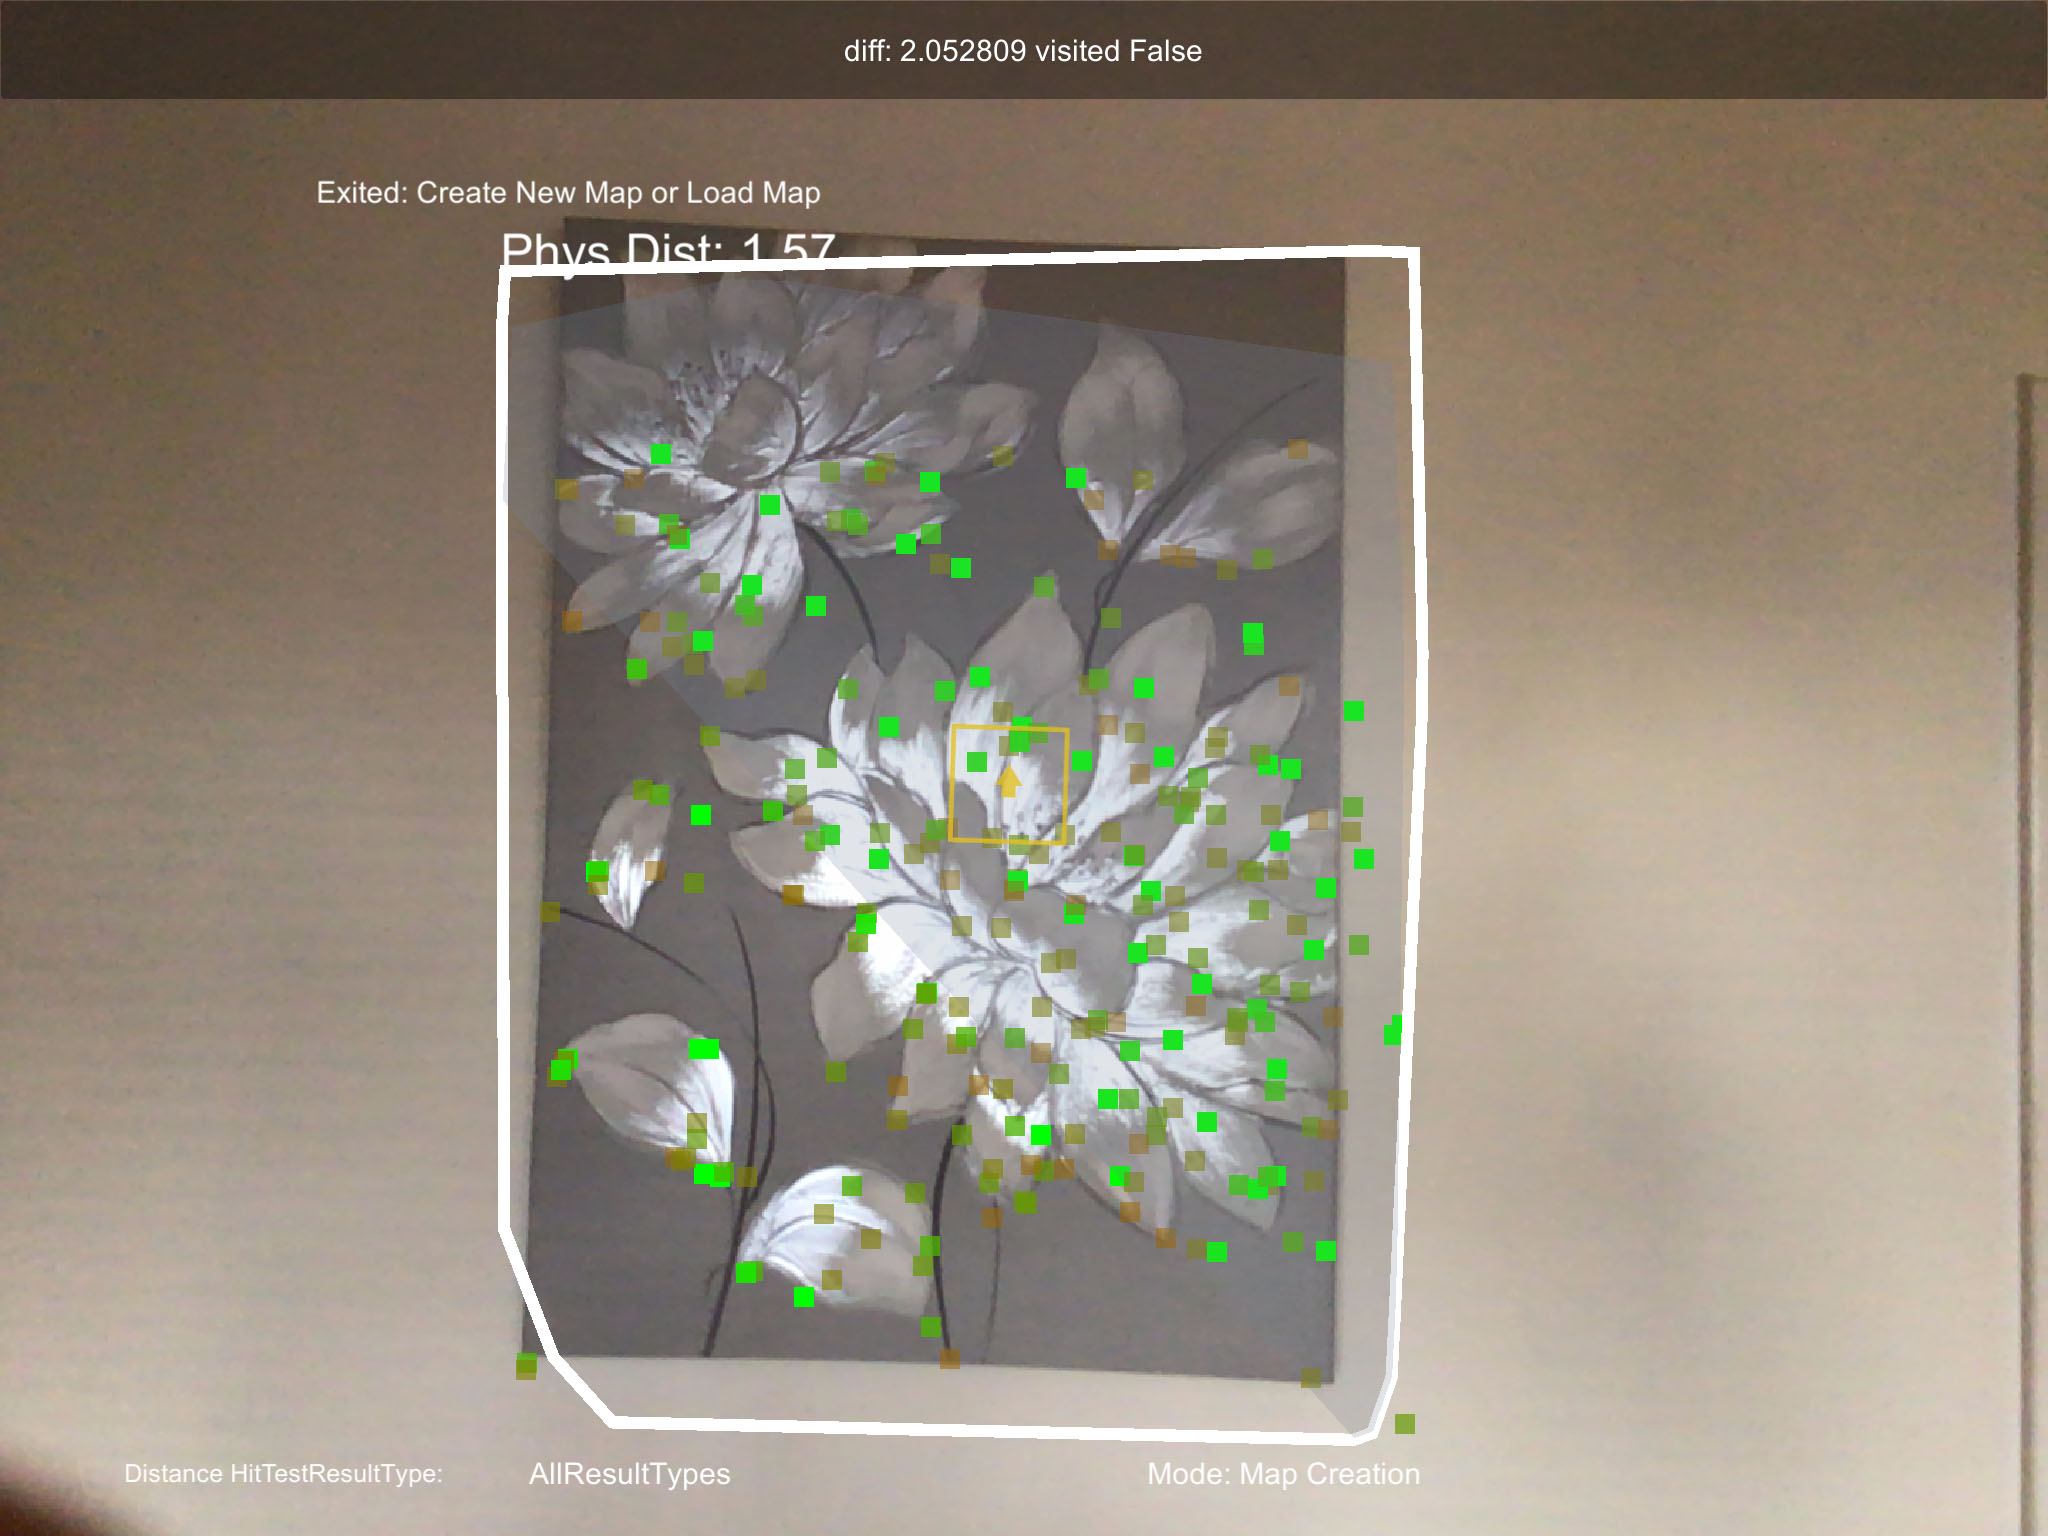 diff: 2.052809 visited False
Exited: Create New Map or Load Map
Phys Dist: 1.57
Distance HitTestResultType:
AllResultTypes
Mode: Map Creation